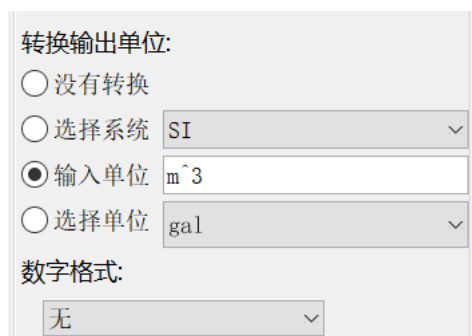 转换输出单位:
没有转换
选择系统 SI
输入单位 m^3
选择单位 gal
数字格式:
无